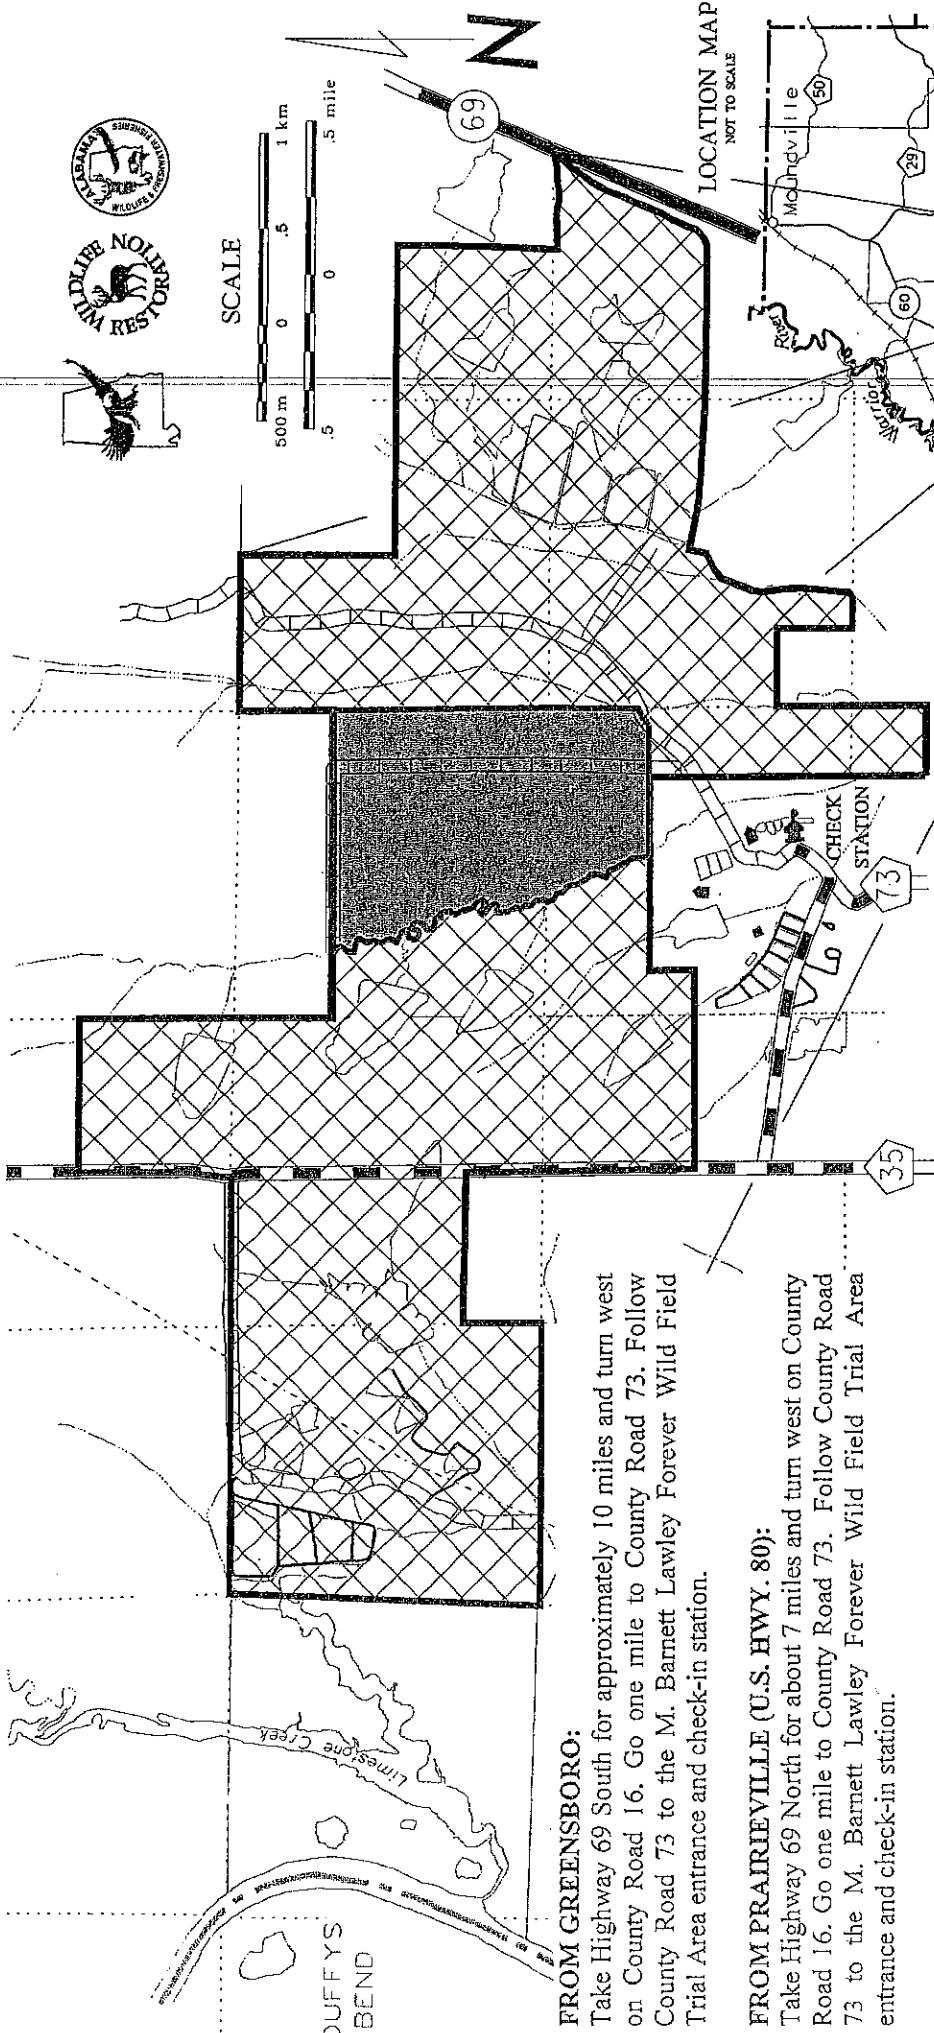 ALABAMA
WILDLIFE & FRESHWATER FISHERIES
WILDLIFE
RESTORATION
SCALE
500 m 0 .5 1 km
.5 0 .5 mile
N
69
LOCATION MAP
NOT TO SCALE
Moundville
50
29
60
River
Warrior
CHECK
STATION
73
35
Limestone Creek
DUFFYS
BEND
FROM GREENSBORO:
Take Highway 69 South for approximately 10 miles and turn west
on County Road 16. Go one mile to County Road 73. Follow
County Road 73 to the M. Barnett Lawley Forever Wild Field
Trial Area entrance and check-in station.
FROM PRAIRIEVILLE (U.S. HWY. 80):
Take Highway 69 North for about 7 miles and turn west on County
Road 16. Go one mile to County Road 73. Follow County Road
73 to the M. Barnett Lawley Forever Wild Field Trial Area
entrance and check-in station.